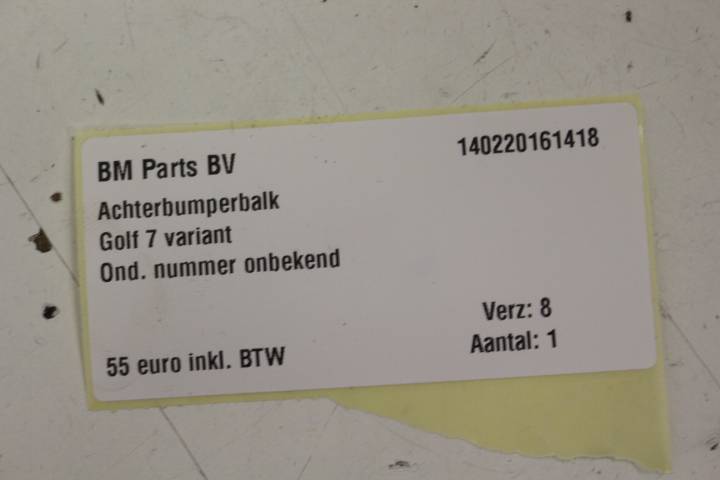 BM Parts BV
140220161418
Achterbumperbalk
Golf 7 variant
Ond. nummer onbekend
Verz: 8
Aantal: 1
55 euro inkl. BTW